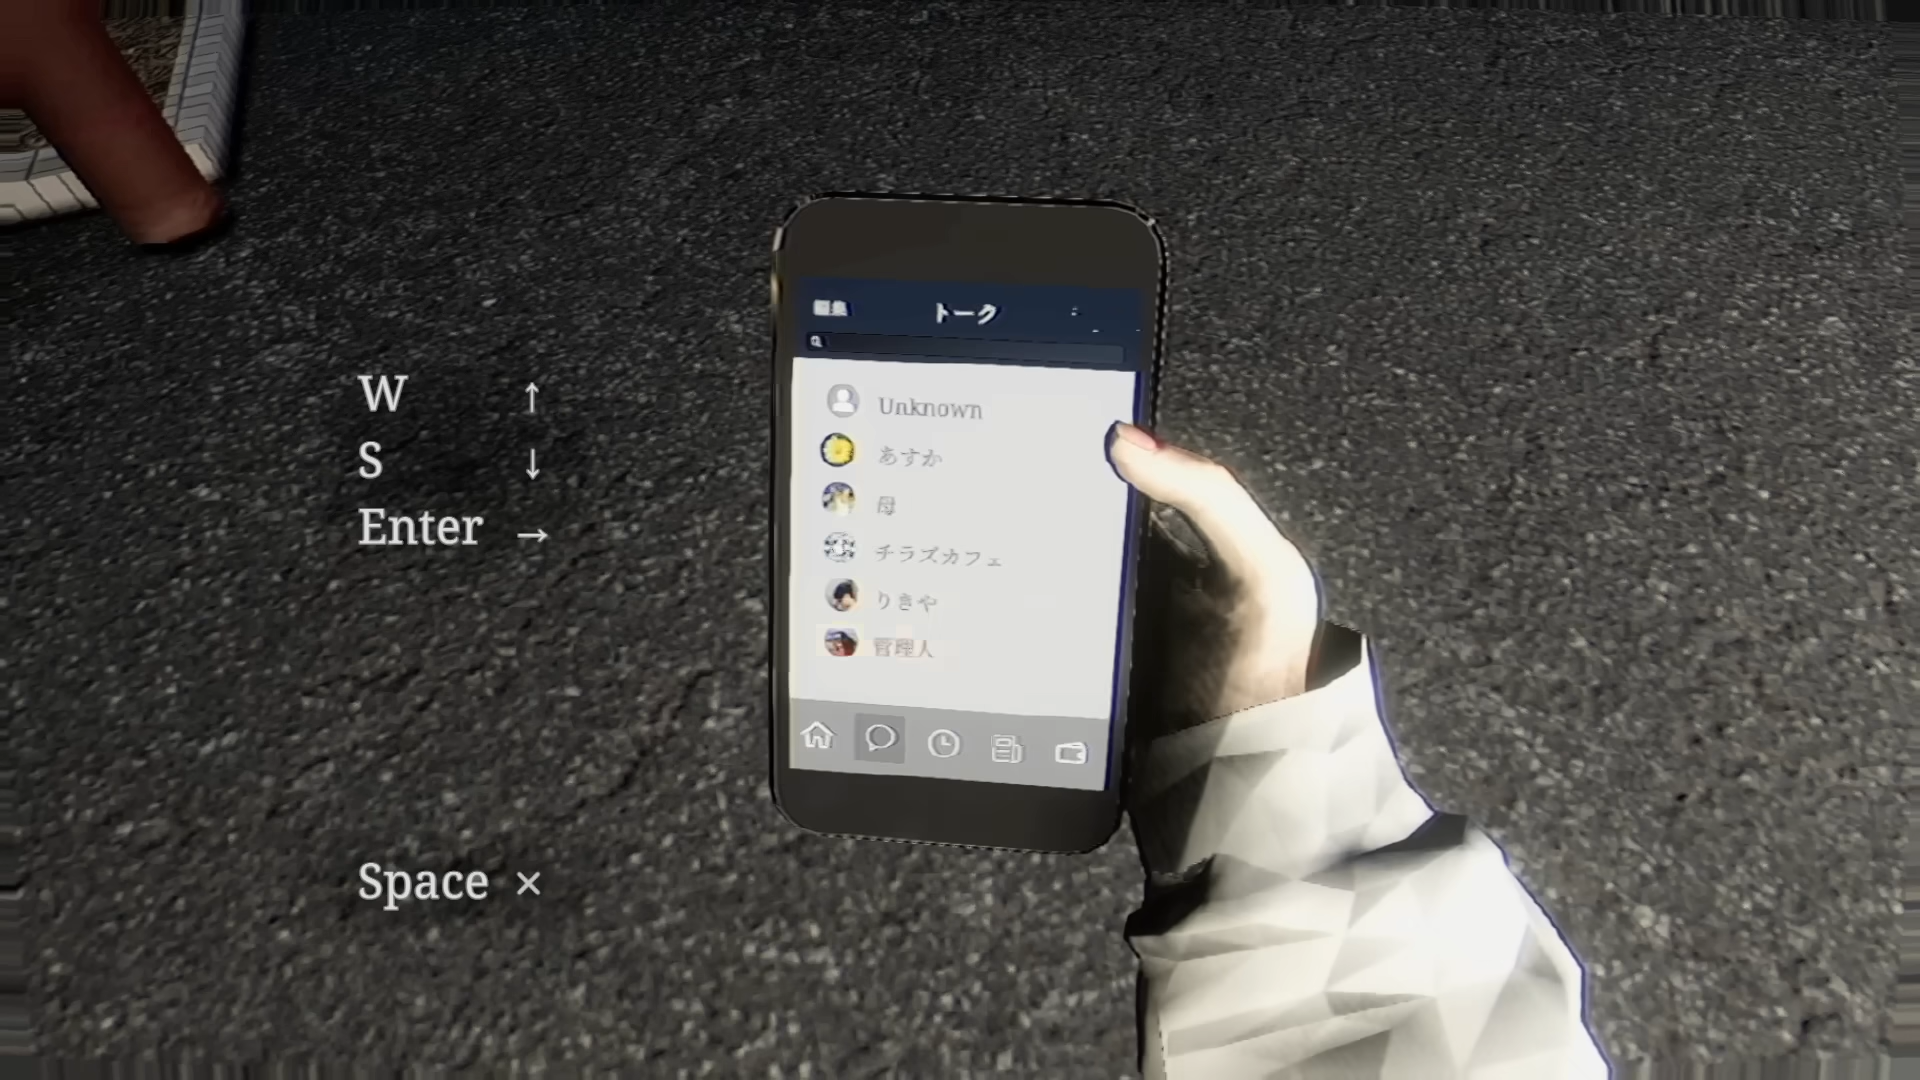 編集 トーク
Unknown
あすか
母
チラズカフェ
りきや
管理人
W ↑
S ↓
Enter →
Space ×